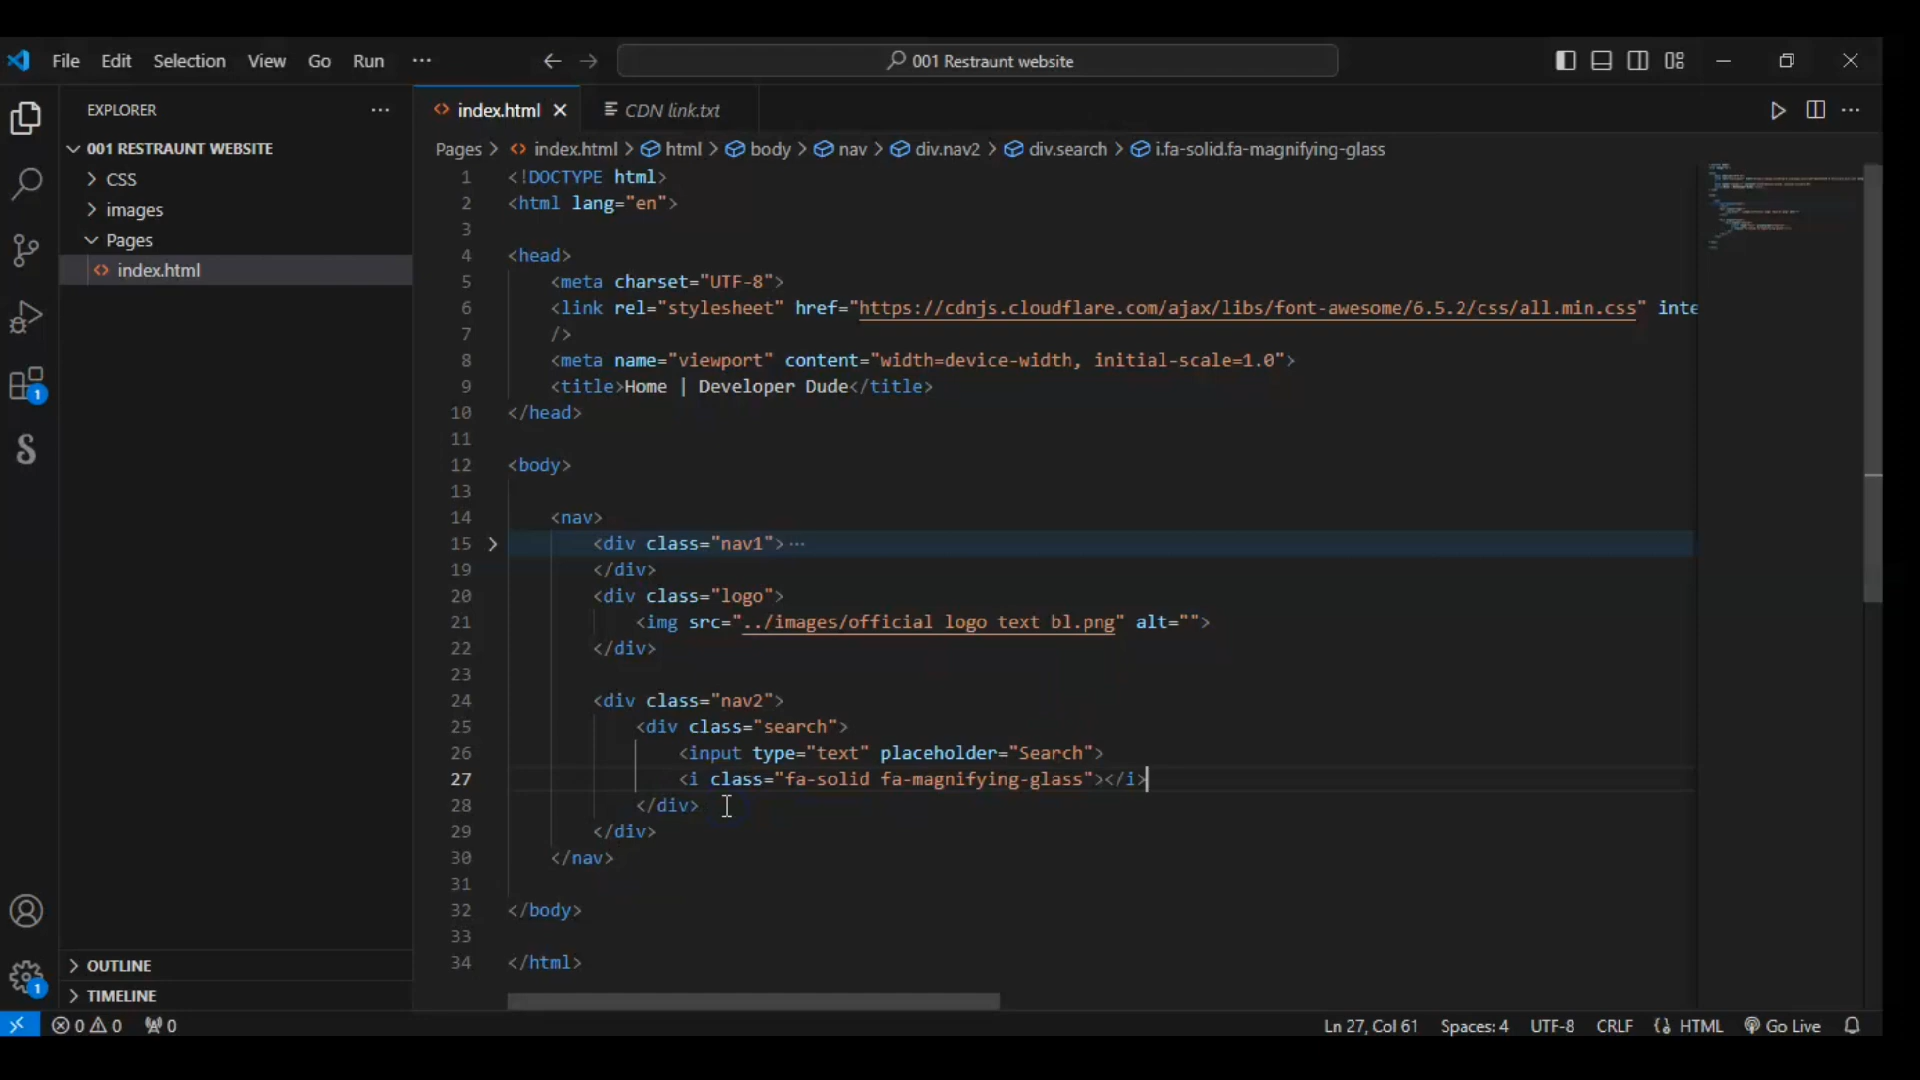 File Edit Selection View Go Run ··· 001 Restraunt website
EXPLORER ···
001 RESTRAUNT WEBSITE
CSS
images
Pages
index.html
OUTLINE
TIMELINE
index.html CDN link.txt
Pages > index.html > html > body > nav > div.nav2 > div.search > i.fa-solid.fa-magnifying-glass
1 <!DOCTYPE html>
2 <html lang="en">
3
4 <head>
5 <meta charset="UTF-8">
6 <link rel="stylesheet" href="https://cdnjs.cloudflare.com/ajax/libs/font-awesome/6.5.2/css/all.min.css" inte
7 />
8 <meta name="viewport" content="width=device-width, initial-scale=1.0">
9 <title>Home | Developer Dude</title>
10 </head>
11
12 <body>
13
14 <nav>
15 <div class="nav1">···
19 </div>
20 <div class="logo">
21 <img src="../images/official logo text bl.png" alt="">
22 </div>
23
24 <div class="nav2">
25 <div class="search">
26 <input type="text" placeholder="Search">
27 <i class="fa-solid fa-magnifying-glass"></i>
28 </div>
29 </div>
30 </nav>
31
32 </body>
33
34 </html>
1
1
0 0 0 Ln 27, Col 61 Spaces: 4 UTF-8 CRLF {} HTML Go Live